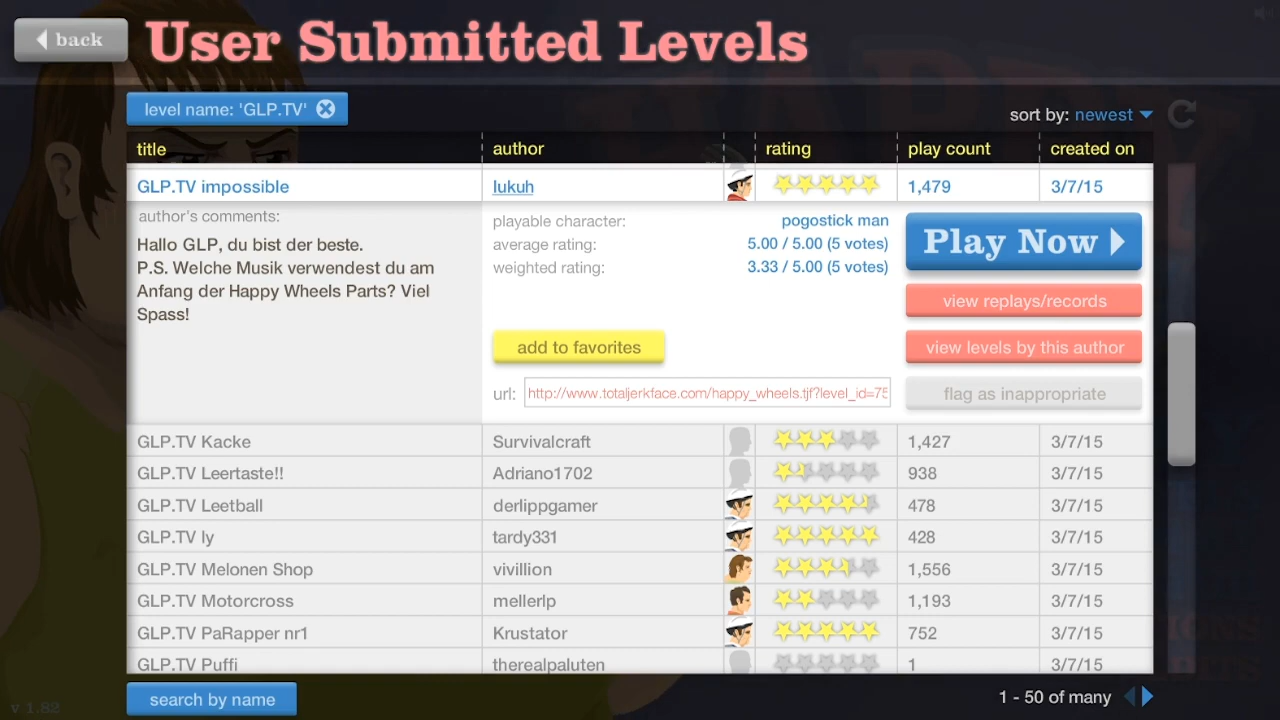 back
User Submitted Levels
level name: 'GLP.TV'
sort by: newest
title author rating play count created on
GLP.TV impossible lukuh 1,479 3/7/15
author's comments:
Hallo GLP, du bist der beste.
P.S. Welche Musik verwendest du am
Anfang der Happy Wheels Parts? Viel
Spass!
playable character: pogostick man
average rating: 5.00 / 5.00 (5 votes)
weighted rating: 3.33 / 5.00 (5 votes)
add to favorites
url: http://www.totaljerkface.com/happy_wheels.tjf?level_id=75
Play Now
view replays/records
view levels by this author
flag as inappropriate
GLP.TV Kacke Survivalcraft 1,427 3/7/15
GLP.TV Leertaste!! Adriano1702 938 3/7/15
GLP.TV Leetball derlippgamer 478 3/7/15
GLP.TV ly tardy331 428 3/7/15
GLP.TV Melonen Shop vivillion 1,556 3/7/15
GLP.TV Motorcross mellerlp 1,193 3/7/15
GLP.TV PaRapper nr1 Krustator 752 3/7/15
GLP.TV Puffi therealpaluten 1 3/7/15
search by name
1 - 50 of many
v 1.82